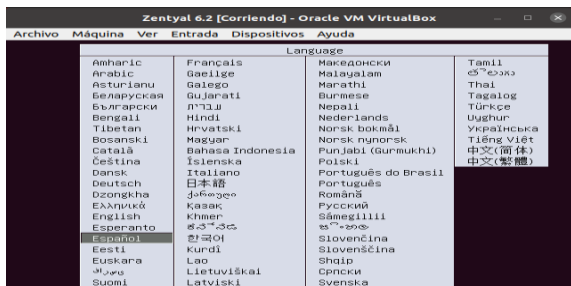 Zentyal 6.2 [Corriendo] - Oracle VM VirtualBox
Archivo Máquina Ver Entrada Dispositivos Ayuda
Language
Amharic
Arabic
Asturianu
Беларуская
Български
Bengali
Tibetan
Bosanski
Català
Čeština
Dansk
Deutsch
Dzongkha
Ελληνικά
English
Esperanto
Español
Eesti
Euskara
Suomi
Français
Gaeilge
Galego
Gujarati
עברית
Hindi
Hrvatski
Magyar
Bahasa Indonesia
Íslenska
Italiano
日本語
ქართული
Қазақ
Khmer
한국어
Kurdî
Lao
Lietuviškai
Latviski
Македонски
Malayalam
Marathi
Burmese
Nepali
Nederlands
Norsk bokmål
Norsk nynorsk
Punjabi (Gurmukhi)
Polski
Português do Brasil
Português
Română
Русский
Sámegillii
Slovenčina
Slovenščina
Shqip
Српски
Svenska
Tamil
Thai
Tagalog
Türkçe
Uyghur
Українська
Tiếng Việt
中文(简体)
中文(繁體)